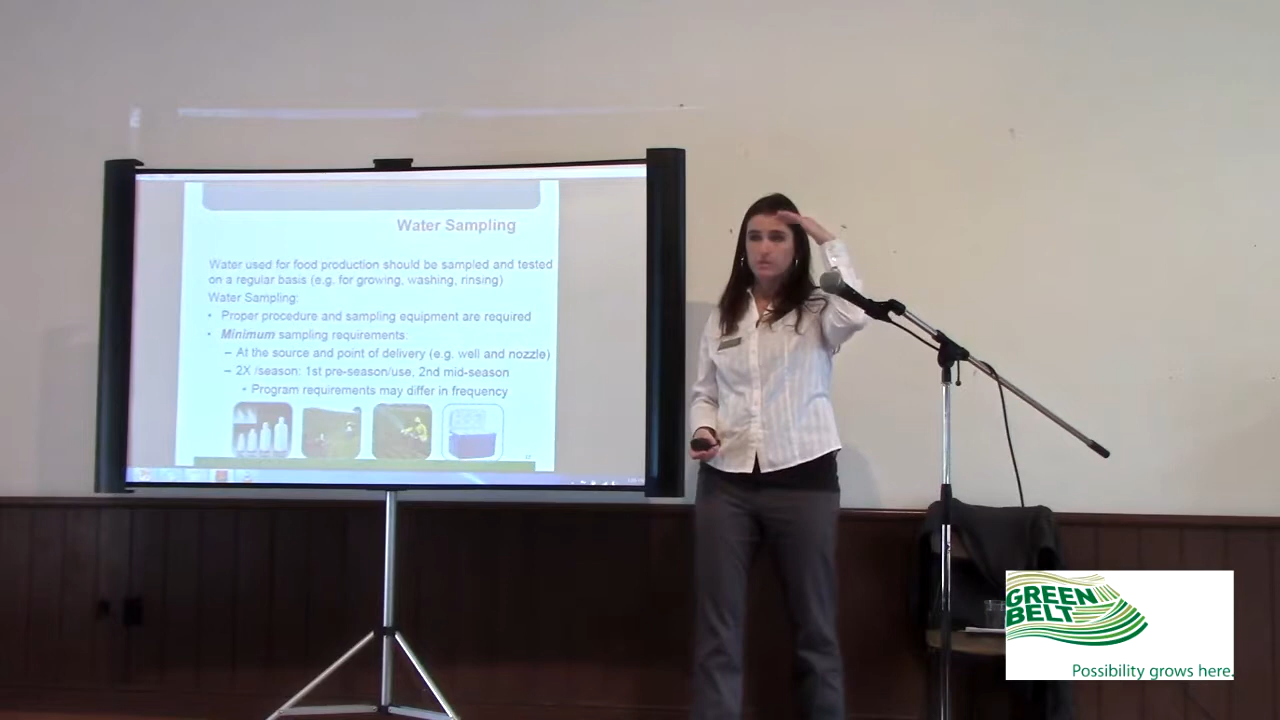 Water Sampling
Water used for food production should be sampled and tested
on a regular basis (e.g. for growing, washing, rinsing)
Water Sampling:
• Proper procedure and sampling equipment are required
• Minimum sampling requirements:
– At the source and point of delivery (e.g. well and nozzle)
– 2X /season: 1st pre-season/use, 2nd mid-season
• Program requirements may differ in frequency
GREEN
BELT
Possibility grows here.